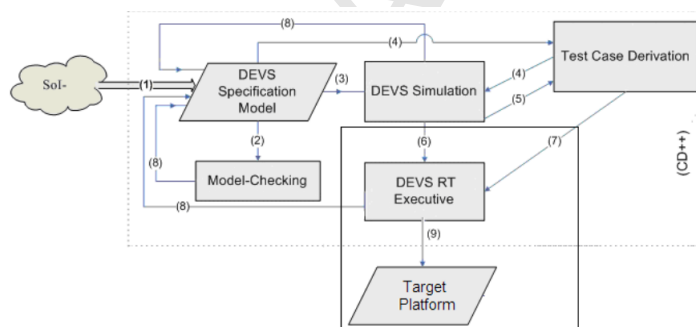 (8)
(4)
SoI-
(1)
DEVS
Specification
Model
(3)
DEVS Simulation
(4)
(5)
Test Case Derivation
(2)
(6)
(7)
(8)
Model-Checking
(8)
DEVS RT
Executive
(9)
Target
Platform
(CD++)